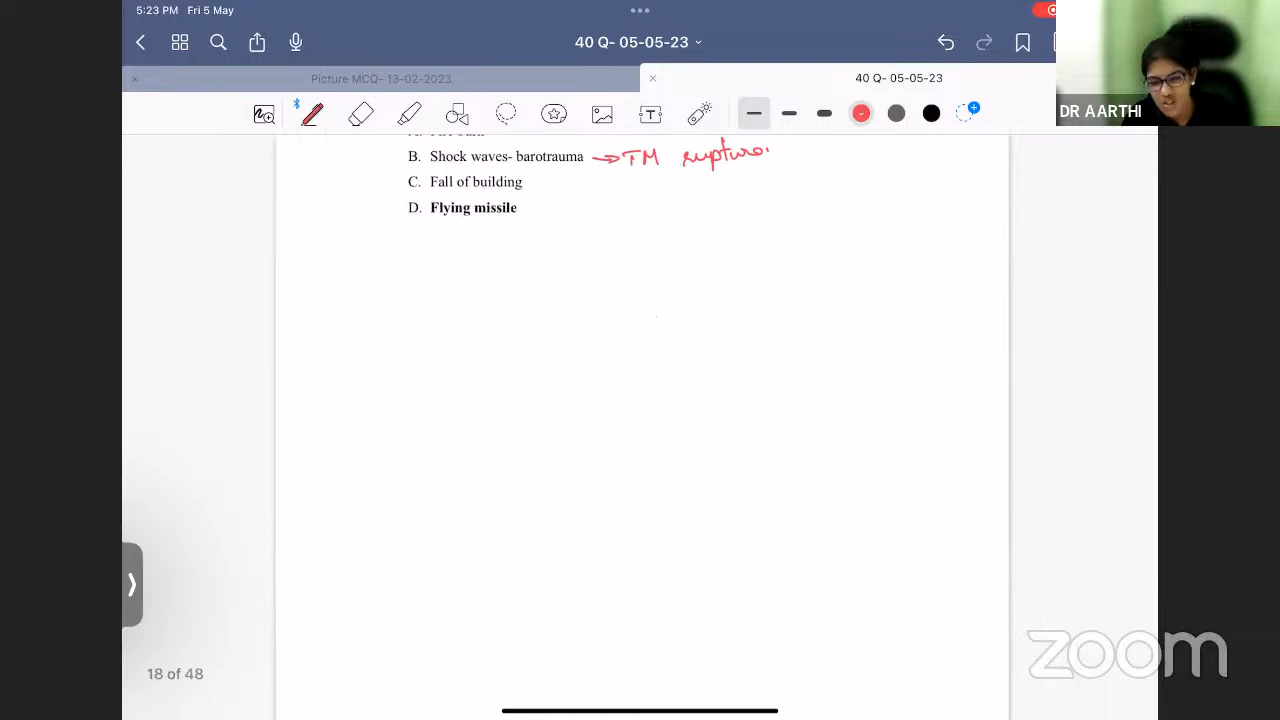 5:23 PM Fri 5 May
40 Q- 05-05-23
Picture MCQ- 13-02-2023
40 Q- 05-05-23
DR AARTHI
B. Shock waves- barotrauma → TM rupture.
C. Fall of building
D. Flying missile
18 of 48
zoom